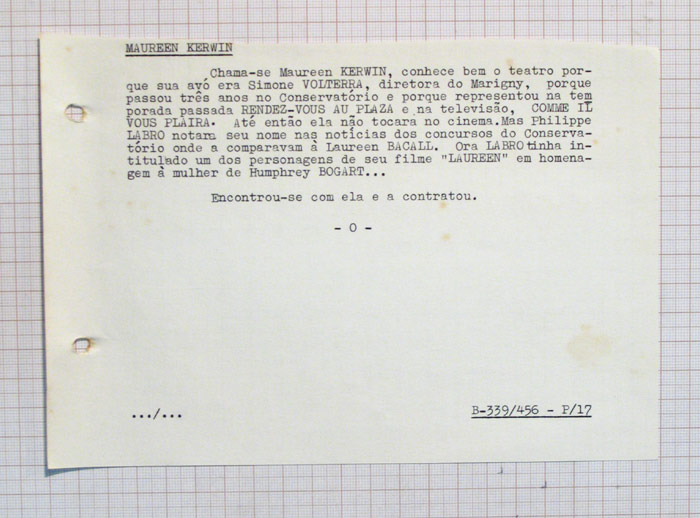 MAUREEN KERWIN
Chama-se Maureen KERWIN, conhece bem o teatro por-
que sua avó era Simone VOLTERRA, diretora do Marigny, porque
passou três anos no Conservatório e porque representou na tem
porada passada RENDEZ-VOUS AU PLAZA e na televisão, COMME IL
VOUS PLAIRA. Até então ela não tocara no cinema.Mas Philippe
LABRO notara seu nome nas notícias dos concursos do Conserva-
tório onde a comparavam à Laureen BACALL. Ora LABRO tinha in-
titulado um dos personagens de seu filme "LAUREEN" em homena-
gem à mulher de Humphrey BOGART...
Encontrou-se com ela e a contratou.
- O -
.../...
B-339/456 - P/17